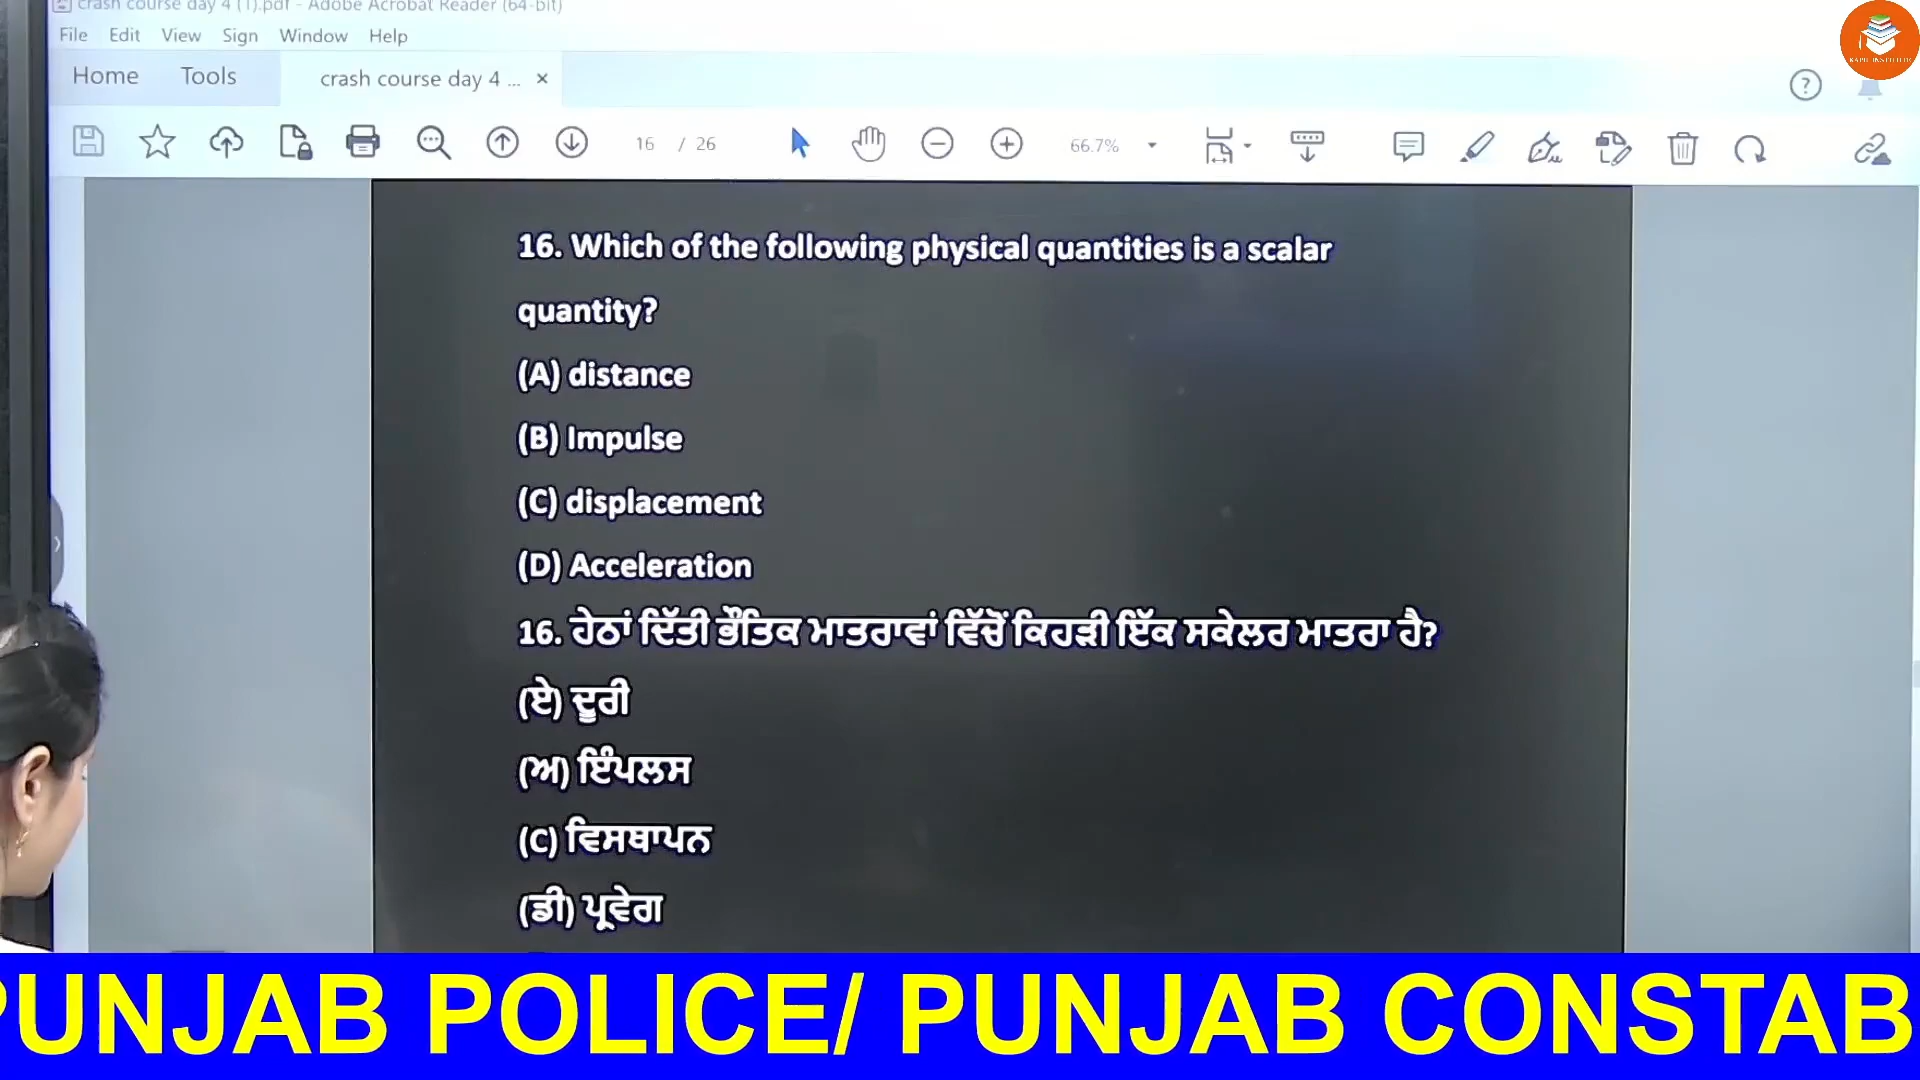 crash course day 4 (1).pdf - Adobe Acrobat Reader (64-bit)
File Edit View Sign Window Help
Home Tools crash course day 4 ... ×
16 / 26 66.7%
16. Which of the following physical quantities is a scalar
quantity?
(A) distance
(B) Impulse
(C) displacement
(D) Acceleration
16. ਹੇਠਾਂ ਦਿੱਤੀ ਭੌਤਿਕ ਮਾਤਰਾਵਾਂ ਵਿੱਚੋਂ ਕਿਹੜੀ ਇੱਕ ਸਕੇਲਰ ਮਾਤਰਾ ਹੈ?
(ਏ) ਦੂਰੀ
(ਅ) ਇੰਪਲਸ
(C) ਵਿਸਥਾਪਨ
(ਡੀ) ਪ੍ਰਵੇਗ
PUNJAB POLICE/ PUNJAB CONSTAB